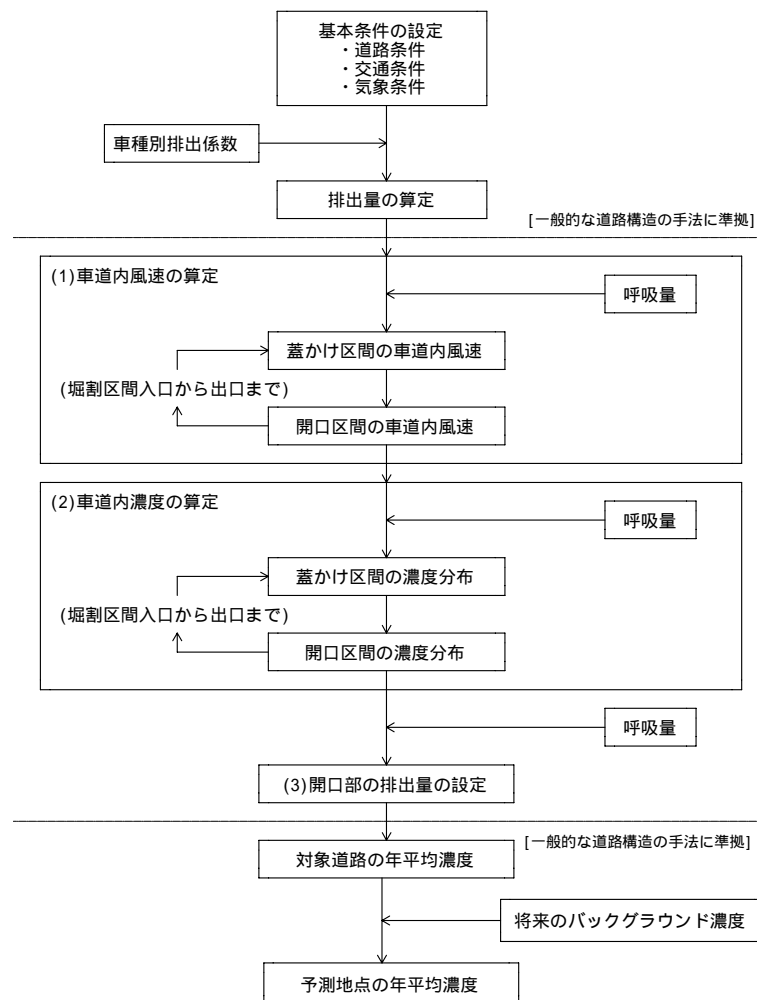 基本条件の設定
・道路条件
・交通条件
・気象条件
車種別排出係数
排出量の算定
[一般的な道路構造の手法に準拠]
(1)車道内風速の算定
呼吸量
蓋かけ区間の車道内風速
(堀割区間入口から出口まで)
開口区間の車道内風速
(2)車道内濃度の算定
呼吸量
蓋かけ区間の濃度分布
(堀割区間入口から出口まで)
開口区間の濃度分布
呼吸量
(3)開口部の排出量の設定
[一般的な道路構造の手法に準拠]
対象道路の年平均濃度
将来のバックグラウンド濃度
予測地点の年平均濃度